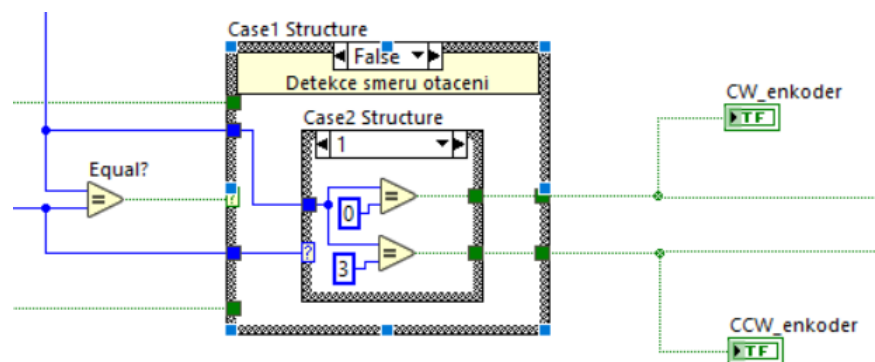 Case1 Structure
False
Detekce smeru otaceni
CW_enkoder
TF
Case2 Structure
1
Equal?
=
?
=
0
?
=
3
CCW_enkoder
TF